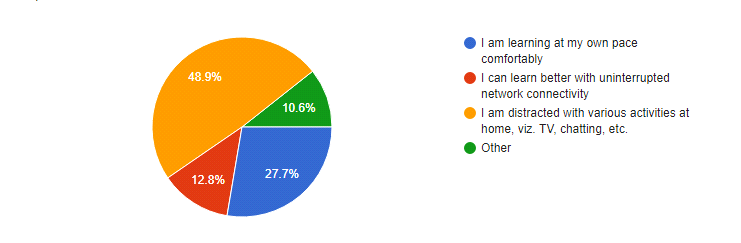 48.9%
10.6%
12.8%
27.7%
I am learning at my own pace
comfortably
I can learn better with uninterrupted
network connectivity
I am distracted with various activities at
home, viz. TV, chatting, etc.
Other